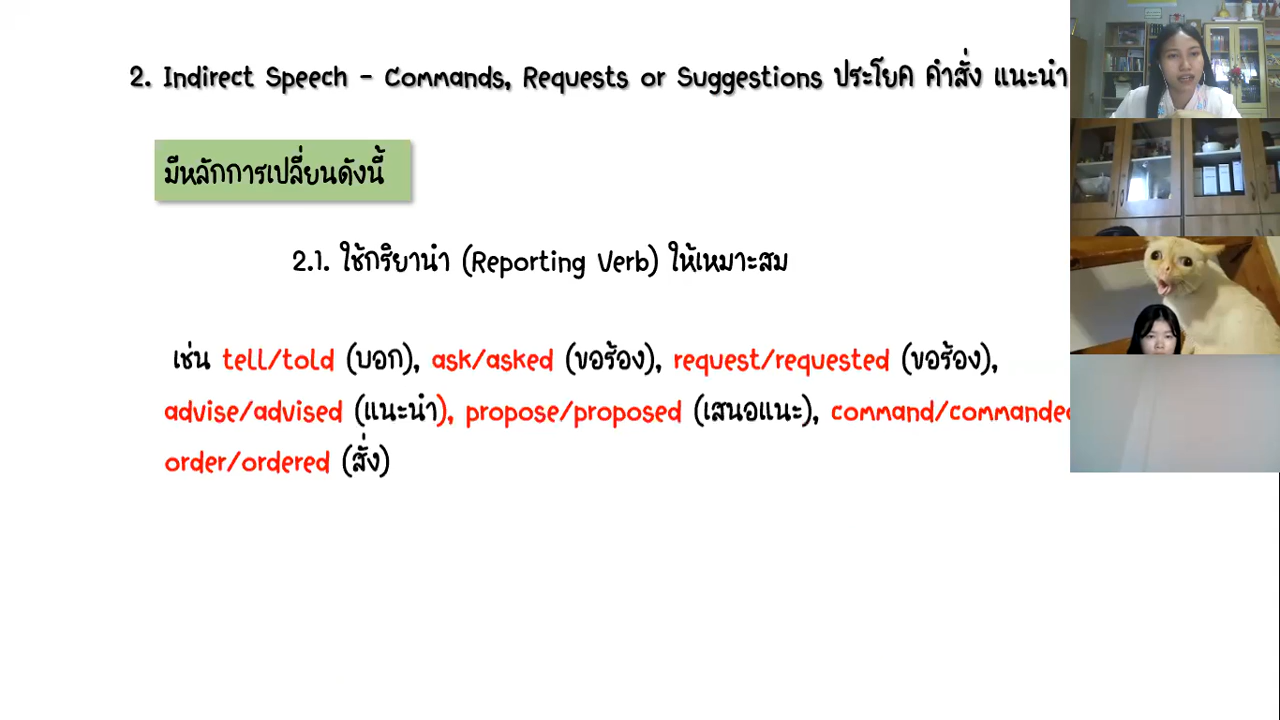 2. Indirect Speech - Commands, Requests or Suggestions ประโยค คำสั่ง แนะนำ
มีหลักการเปลี่ยนดังนี้
2.1. ใช้กริยานำ (Reporting Verb) ให้เหมาะสม
เช่น tell/told (บอก), ask/asked (ขอร้อง), request/requested (ขอร้อง),
advise/advised (แนะนำ), propose/proposed (เสนอแนะ), command/commanded
order/ordered (สั่ง)